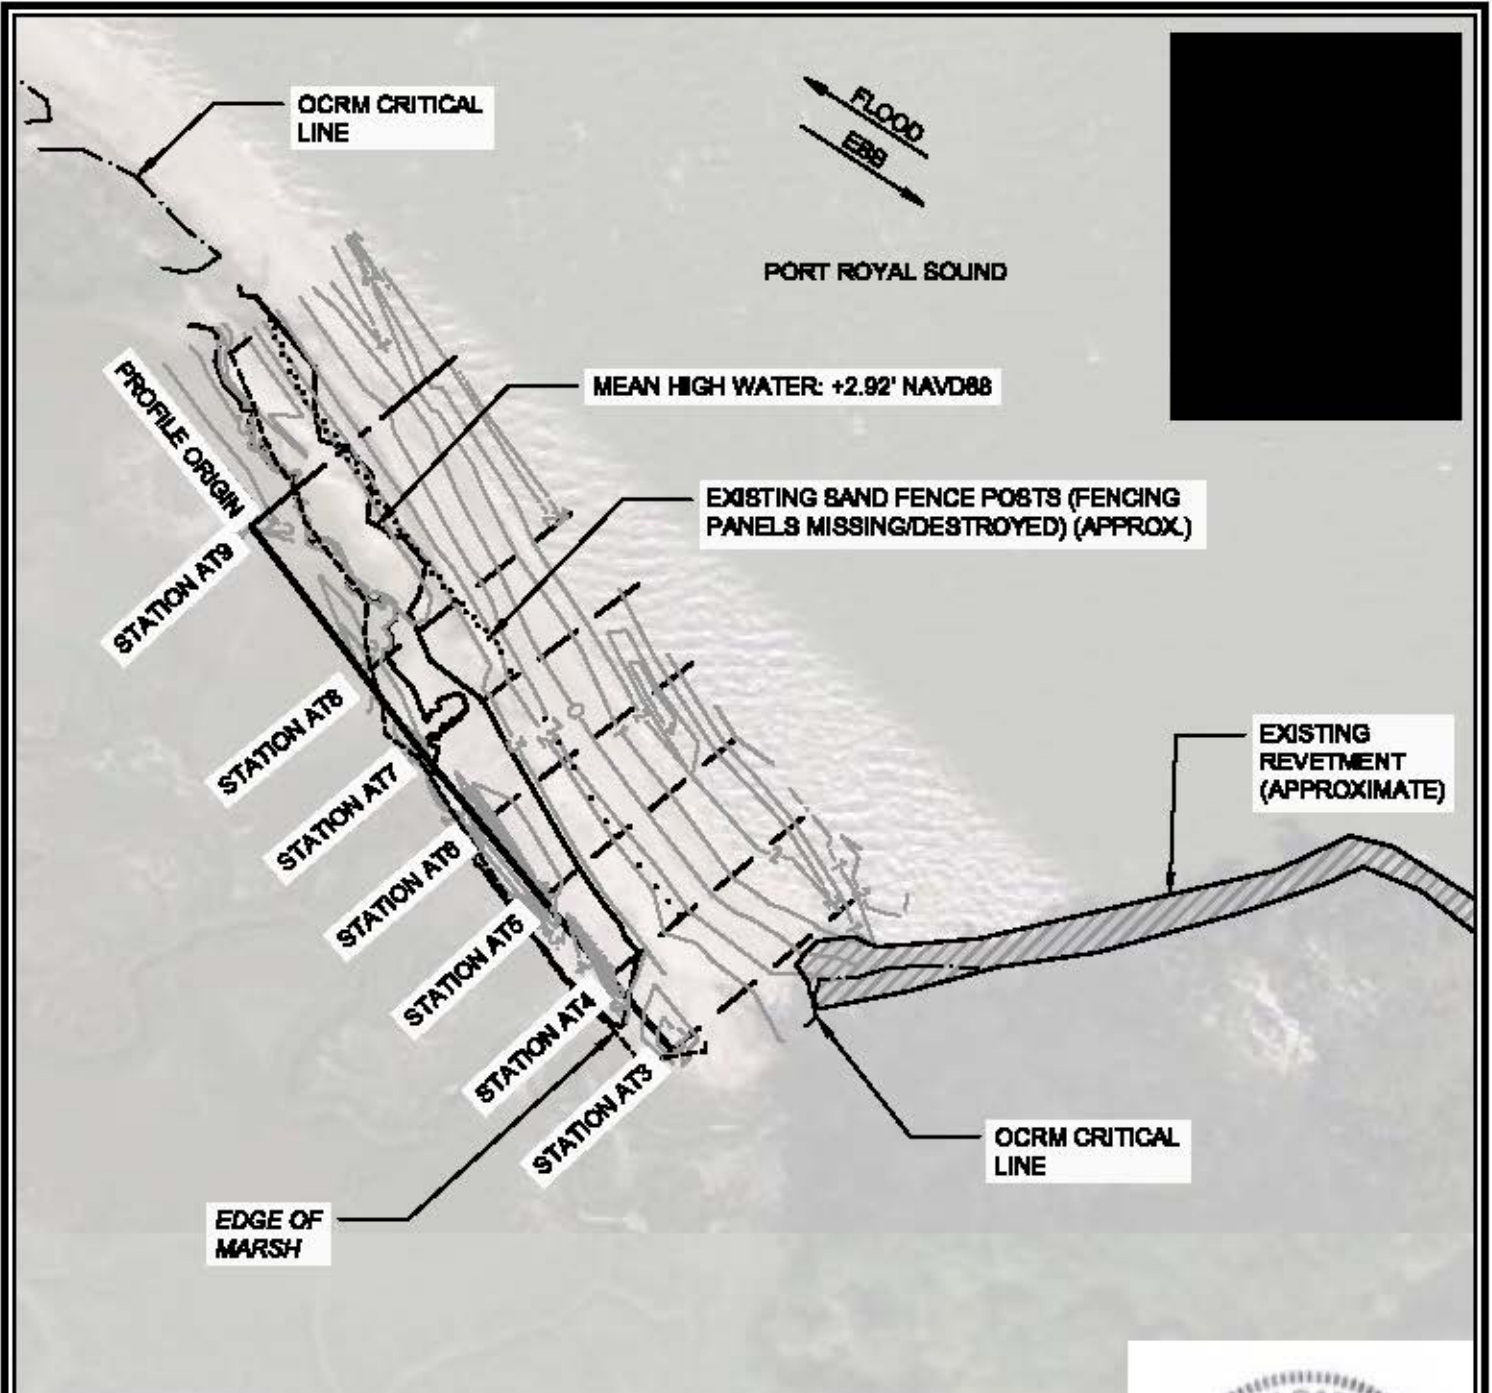 OCRM CRITICAL
LINE
FLOOD
EBB
PORT ROYAL SOUND
MEAN HIGH WATER: +2.92' NAVD88
PROFILE ORIGIN
EXISTING SAND FENCE POSTS (FENCING
PANELS MISSING/DESTROYED) (APPROX.)
STATION AT9
STATION AT8
STATION AT7
STATION AT6
STATION AT5
STATION AT4
STATION AT3
EXISTING
REVETMENT
(APPROXIMATE)
OCRM CRITICAL
LINE
EDGE OF
MARSH